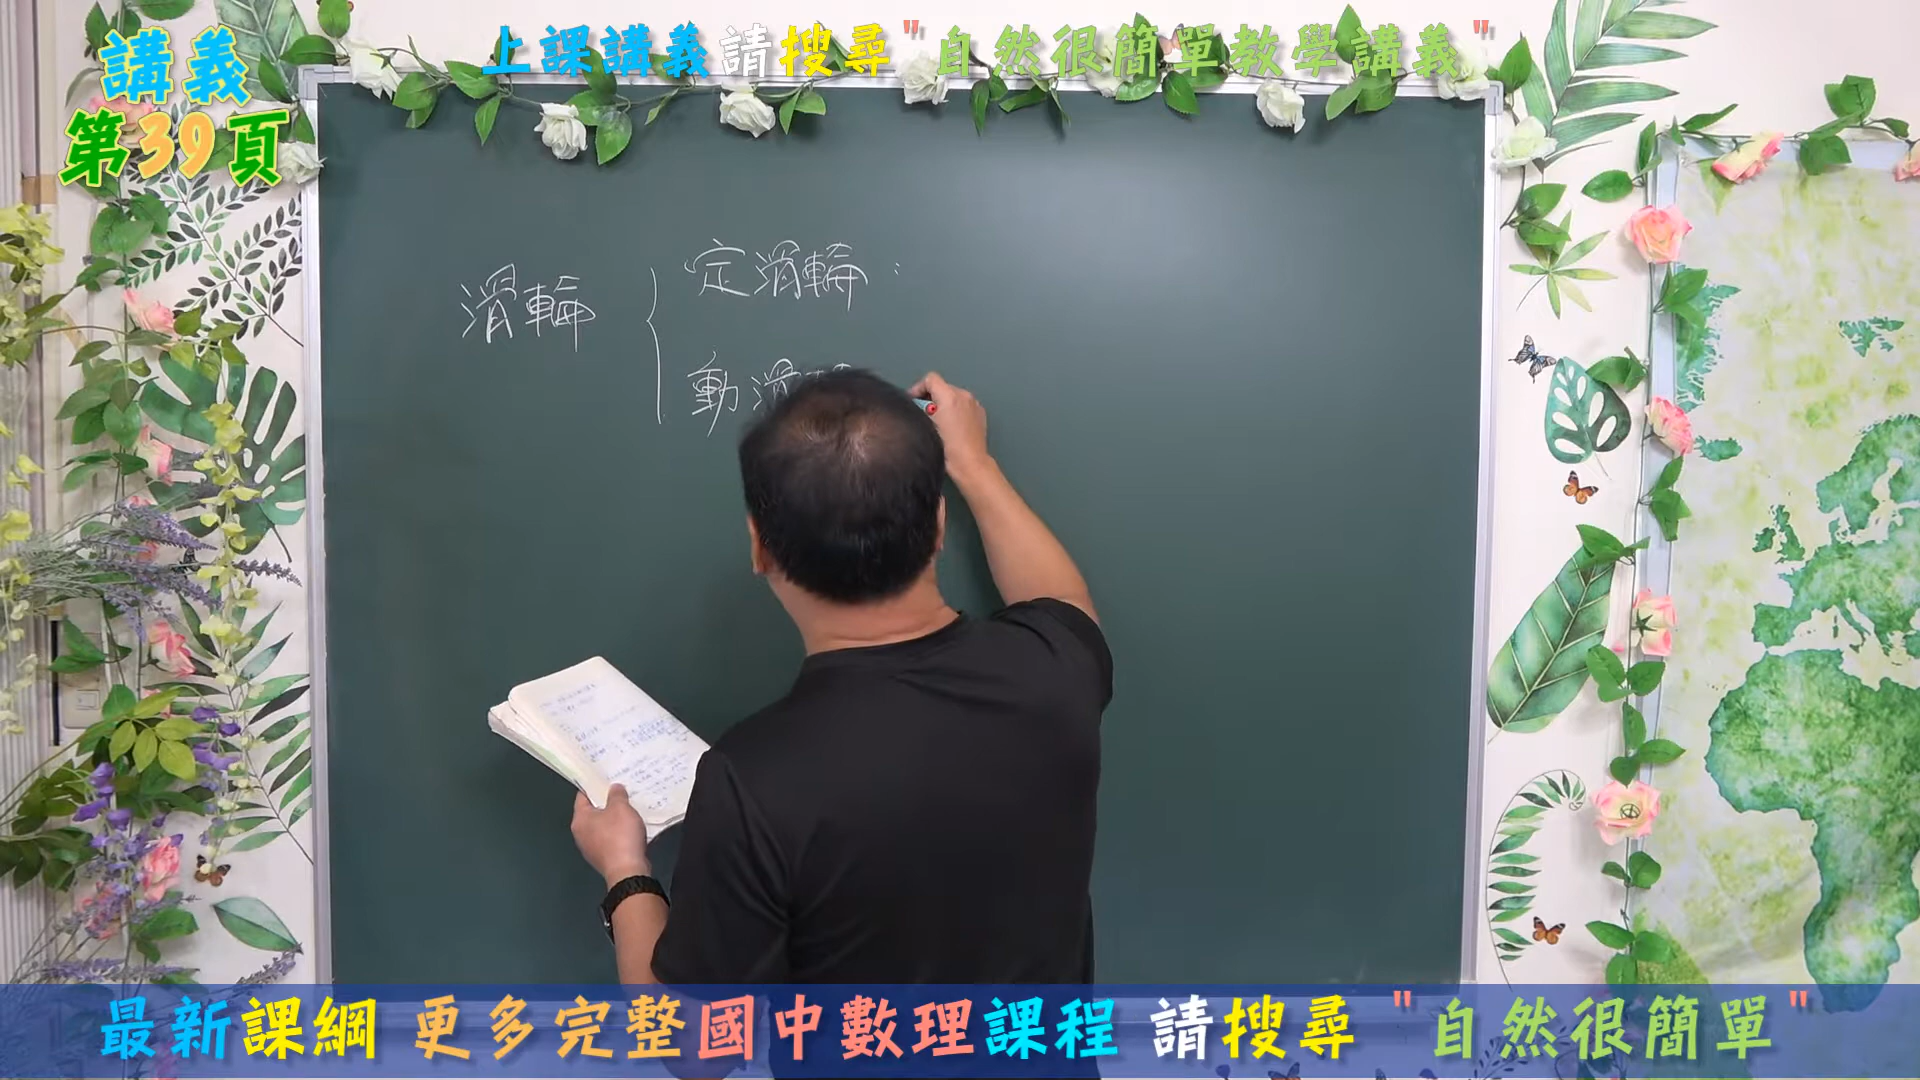 上課講義請搜尋"自然很簡單教學講義"
講義
第39頁
定滑輪：
滑輪
動滑
最新課綱 更多完整國中數理課程 請搜尋 "自然很簡單"